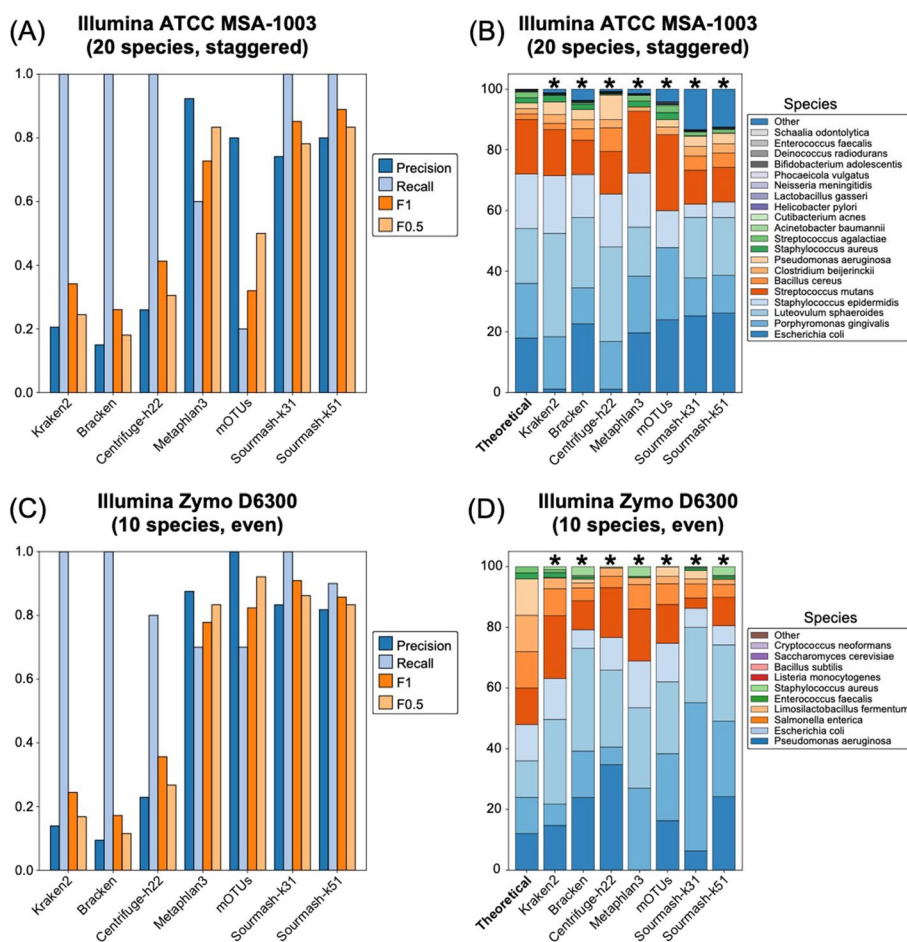 (A)
Illumina ATCC MSA-1003
(20 species, staggered)
1.0
0.8
0.6
0.4
0.2
0.0
Precision
Recall
F1
F0.5
Kraken2
Bracken
Centrifuge-h22
Metaphlan3
mOTUs
Sourmash-k31
Sourmash-k51
(B)
Illumina ATCC MSA-1003
(20 species, staggered)
* * * * * * *
100
80
60
40
20
0
Species
Other
Schaalia odontolytica
Enterococcus faecalis
Deinococcus radiodurans
Bifidobacterium adolescentis
Phocaeicola vulgatus
Neisseria meningitidis
Lactobacillus gasseri
Helicobacter pylori
Cutibacterium acnes
Acinetobacter baumannii
Streptococcus agalactiae
Staphylococcus aureus
Pseudomonas aeruginosa
Clostridium beijerinckii
Bacillus cereus
Streptococcus mutans
Staphylococcus epidermidis
Luteovulum sphaeroides
Porphyromonas gingivalis
Escherichia coli
Theoretical
Kraken2
Bracken
Centrifuge-h22
Metaphlan3
mOTUs
Sourmash-k31
Sourmash-k51
(C)
Illumina Zymo D6300
(10 species, even)
1.0
0.8
0.6
0.4
0.2
0.0
Precision
Recall
F1
F0.5
Kraken2
Bracken
Centrifuge-h22
Metaphlan3
mOTUs
Sourmash-k31
Sourmash-k51
(D)
Illumina Zymo D6300
(10 species, even)
* * * * * * *
100
80
60
40
20
0
Species
Other
Cryptococcus neoformans
Saccharomyces cerevisiae
Bacillus subtilis
Listeria monocytogenes
Staphylococcus aureus
Enterococcus faecalis
Limosilactobacillus fermentum
Salmonella enterica
Escherichia coli
Pseudomonas aeruginosa
Theoretical
Kraken2
Bracken
Centrifuge-h22
Metaphlan3
mOTUs
Sourmash-k31
Sourmash-k51